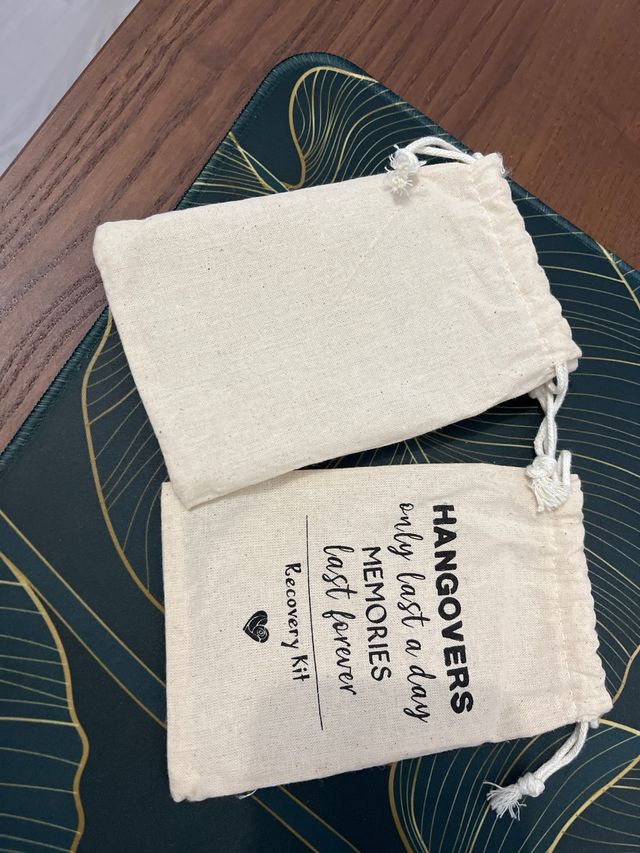 HANGOVERS
only last a day
MEMORIES
last forever
Recovery Kit